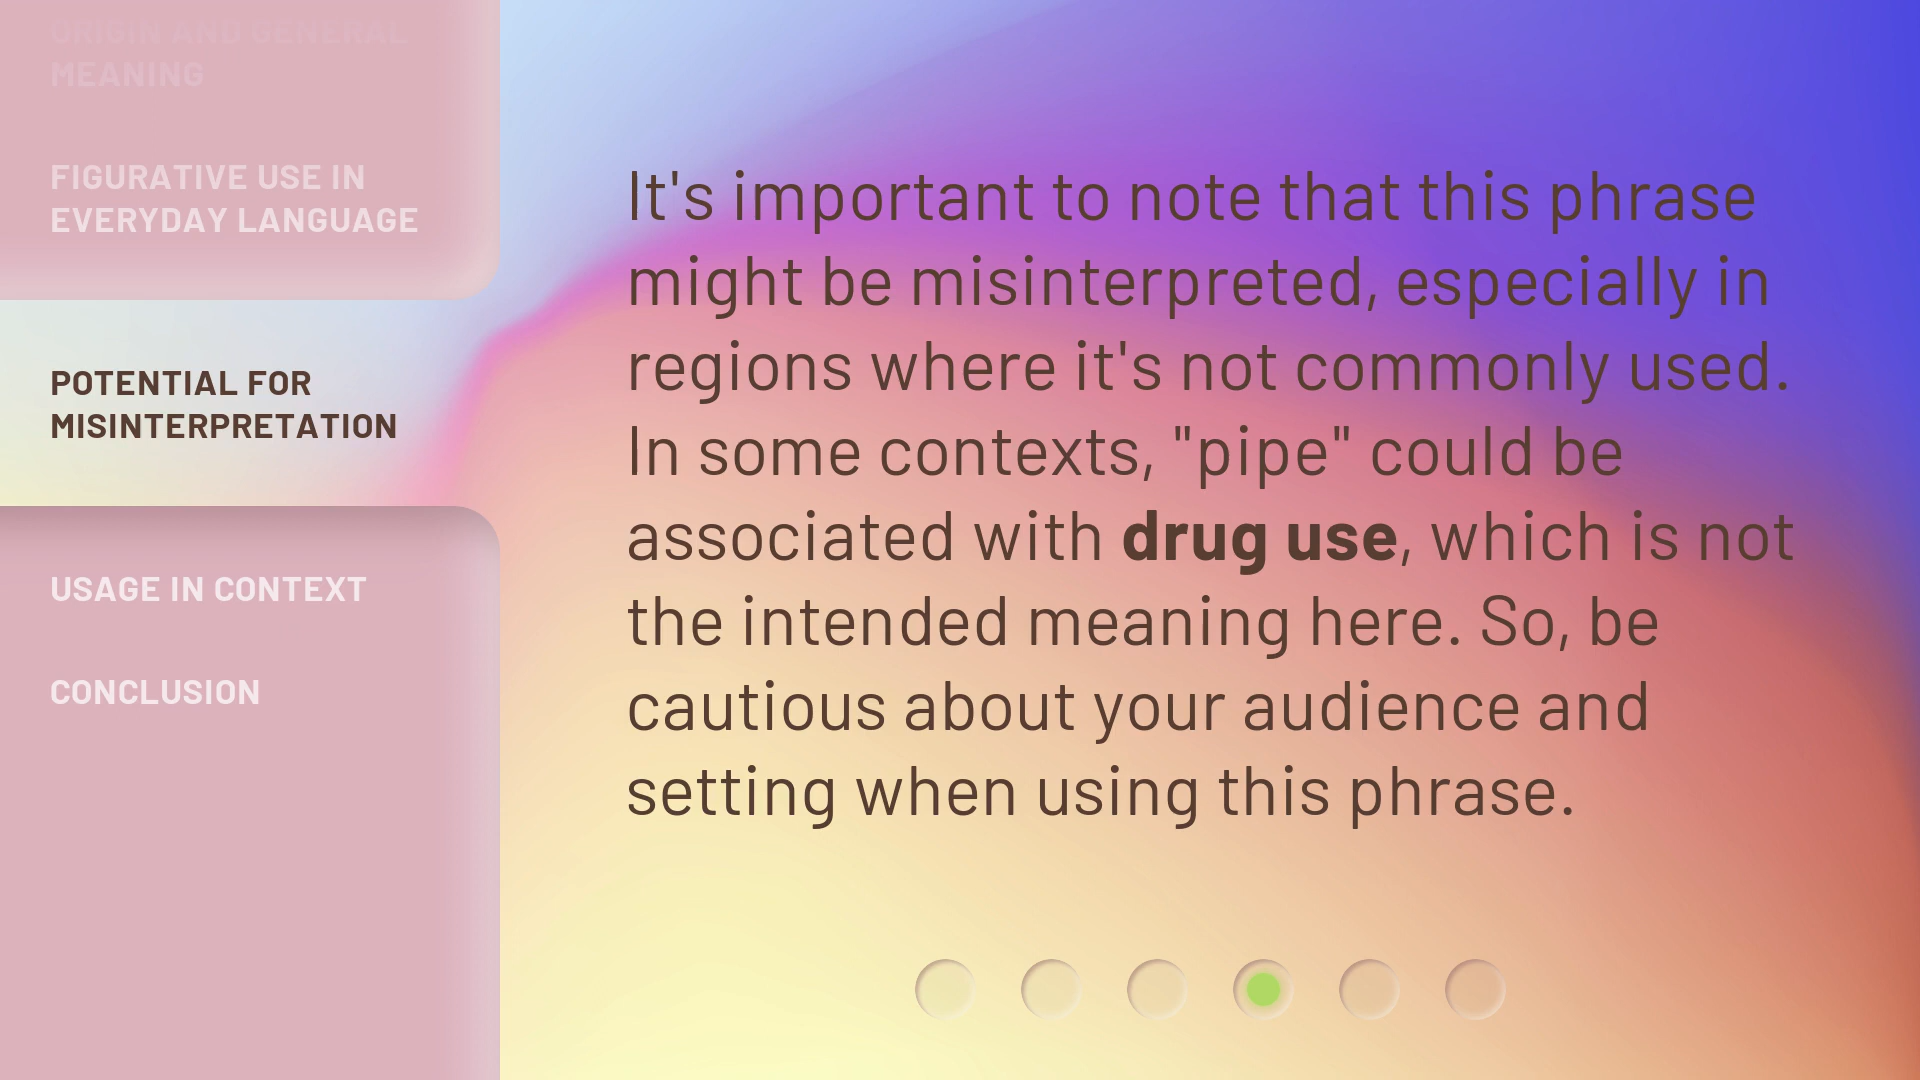 ORIGIN AND GENERAL
MEANING
FIGURATIVE USE IN
EVERYDAY LANGUAGE
POTENTIAL FOR
MISINTERPRETATION
USAGE IN CONTEXT
CONCLUSION
It's important to note that this phrase
might be misinterpreted, especially in
regions where it's not commonly used.
In some contexts, "pipe" could be
associated with drug use, which is not
the intended meaning here. So, be
cautious about your audience and
setting when using this phrase.